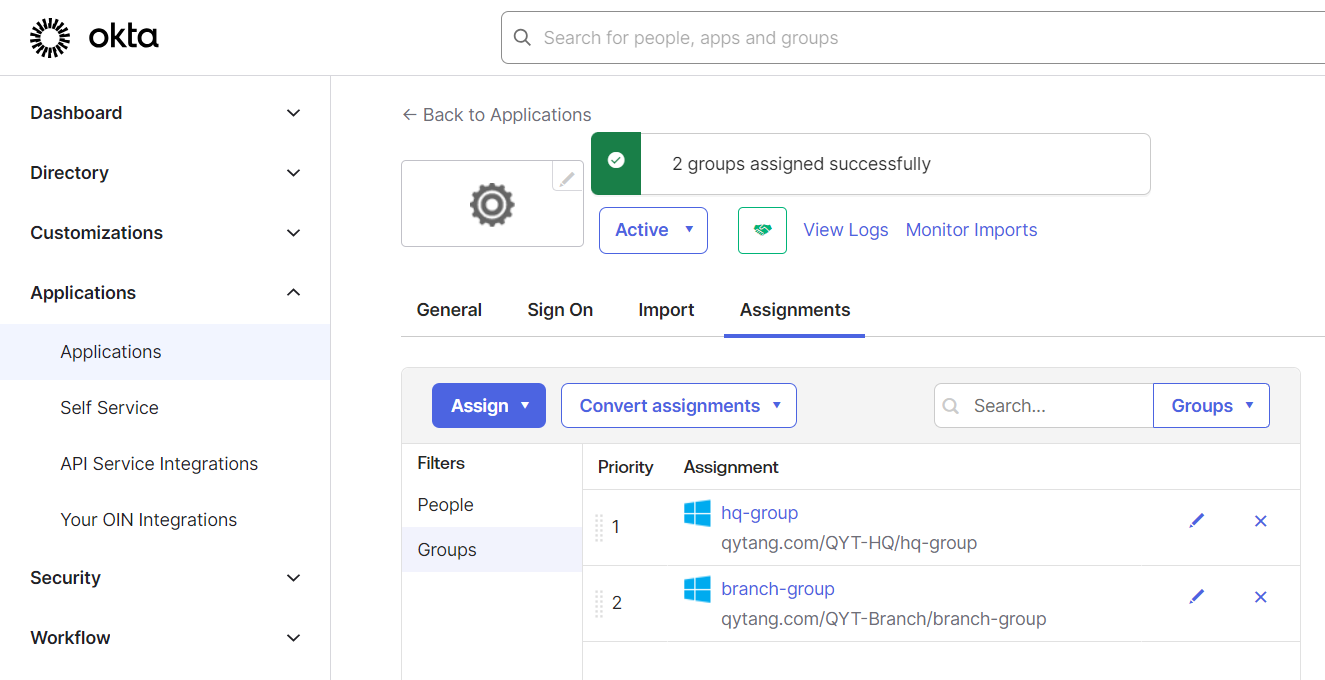 okta
Search for people, apps and groups
Dashboard
Directory
Customizations
Applications
Applications
Self Service
API Service Integrations
Your OIN Integrations
Security
Workflow
← Back to Applications
2 groups assigned successfully
Active
View Logs
Monitor Imports
General
Sign On
Import
Assignments
Assign
Convert assignments
Search...
Groups
Filters
People
Groups
Priority
Assignment
1
hq-group
qytang.com/QYT-HQ/hq-group
2
branch-group
qytang.com/QYT-Branch/branch-group